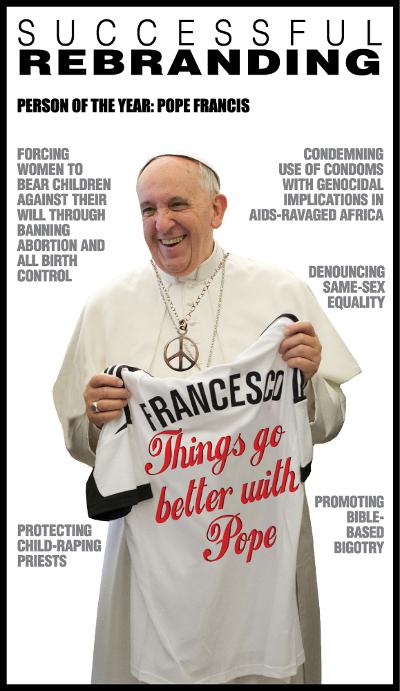 SUCCESSFUL
REBRANDING
PERSON OF THE YEAR: POPE FRANCIS
FORCING
WOMEN TO
BEAR CHILDREN
AGAINST THEIR
WILL THROUGH
BANNING
ABORTION AND
ALL BIRTH
CONTROL
CONDEMNING
USE OF CONDOMS
WITH GENOCIDAL
IMPLICATIONS IN
AIDS-RAVAGED AFRICA
DENOUNCING
SAME-SEX
EQUALITY
FRANCESCO
Things go
better with
Pope
PROTECTING
CHILD-RAPING
PRIESTS
PROMOTING
BIBLE-
BASED
BIGOTRY